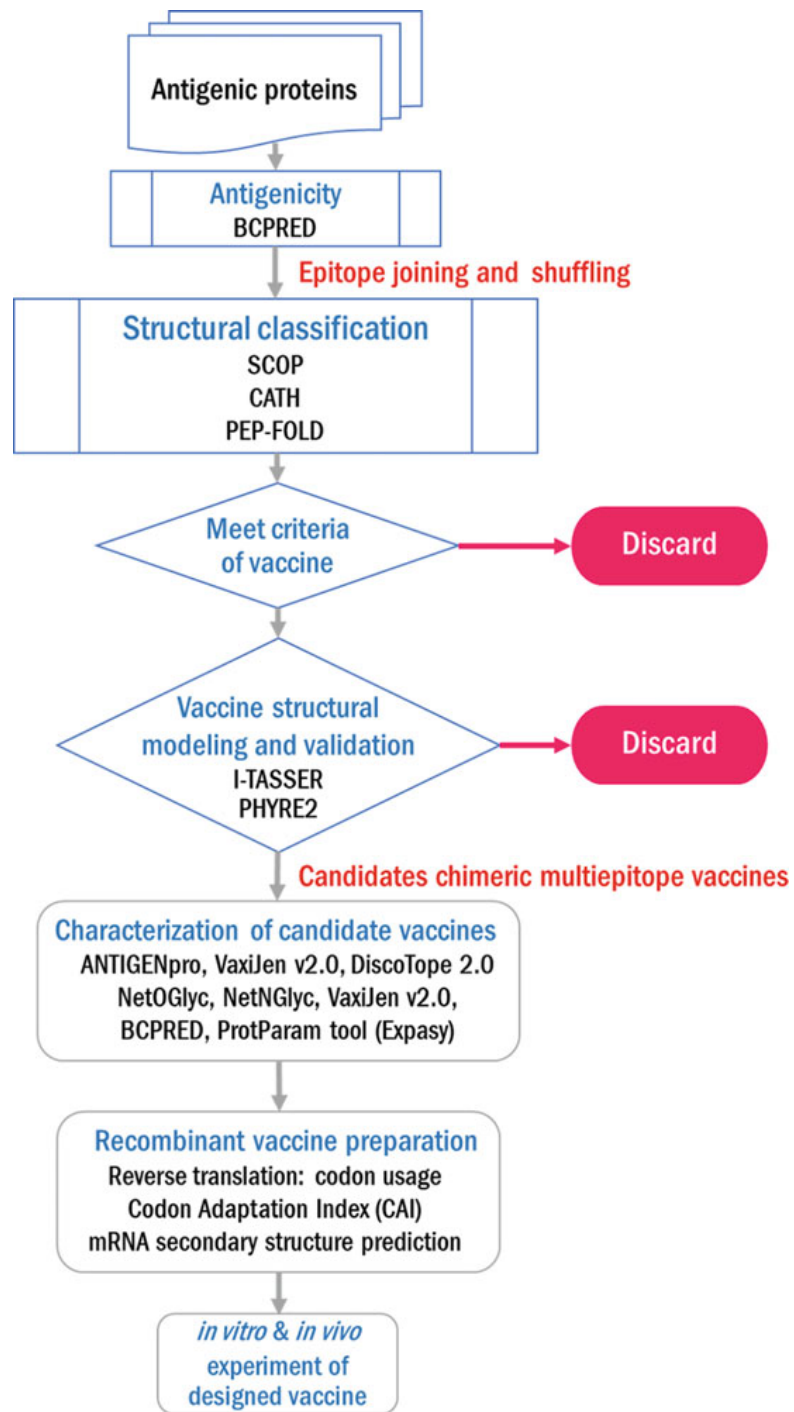 Antigenic proteins
Antigenicity
BCPRED
Epitope joining and shuffling
Structural classification
SCOP
CATH
PEP-FOLD
Meet criteria
of vaccine
Discard
Vaccine structural
modeling and validation
I-TASSER
PHYRE2
Discard
Candidates chimeric multiepitope vaccines
Characterization of candidate vaccines
ANTIGENpro, VaxiJen v2.0, DiscoTope 2.0
NetOGlyc, NetNGlyc, VaxiJen v2.0,
BCPRED, ProtParam tool (Expasy)
Recombinant vaccine preparation
Reverse translation: codon usage
Codon Adaptation Index (CAI)
mRNA secondary structure prediction
in vitro & in vivo
experiment of
designed vaccine